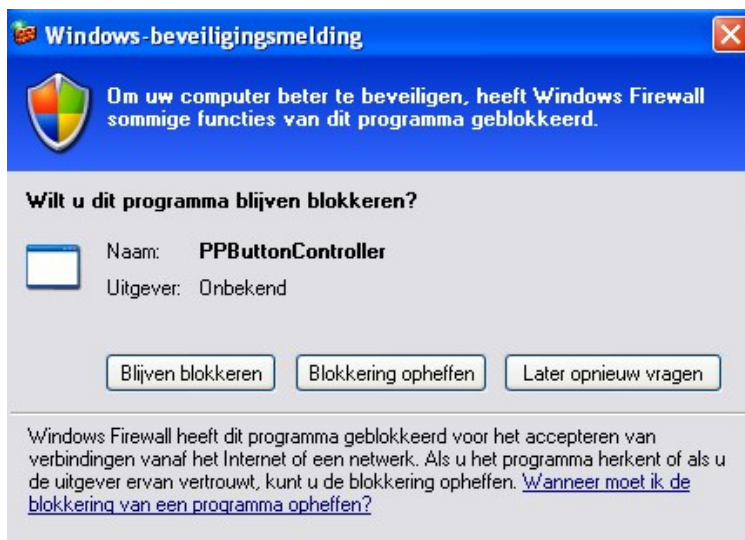 Windows-beveiligingsmelding
Om uw computer beter te beveiligen, heeft Windows Firewall
sommige functies van dit programma geblokkeerd.
Wilt u dit programma blijven blokkeren?
Naam: PPButtonController
Uitgever: Onbekend
Blijven blokkeren Blokkering opheffen Later opnieuw vragen
Windows Firewall heeft dit programma geblokkeerd voor het accepteren van
verbindingen vanaf het Internet of een netwerk. Als u het programma herkent of als u
de uitgever ervan vertrouwt, kunt u de blokkering opheffen. Wanneer moet ik de
blokkering van een programma opheffen?